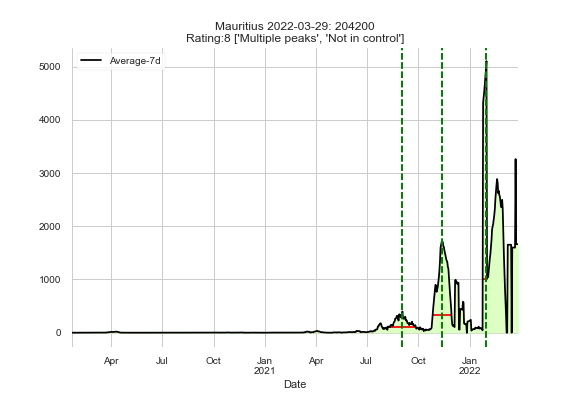 Mauritius 2022-03-29: 204200
Rating:8 ['Multiple peaks', 'Not in control']
Average-7d
5000
4000
3000
2000
1000
0
Apr Jul Oct Jan Apr Jul Oct Jan
2021 2022
Date